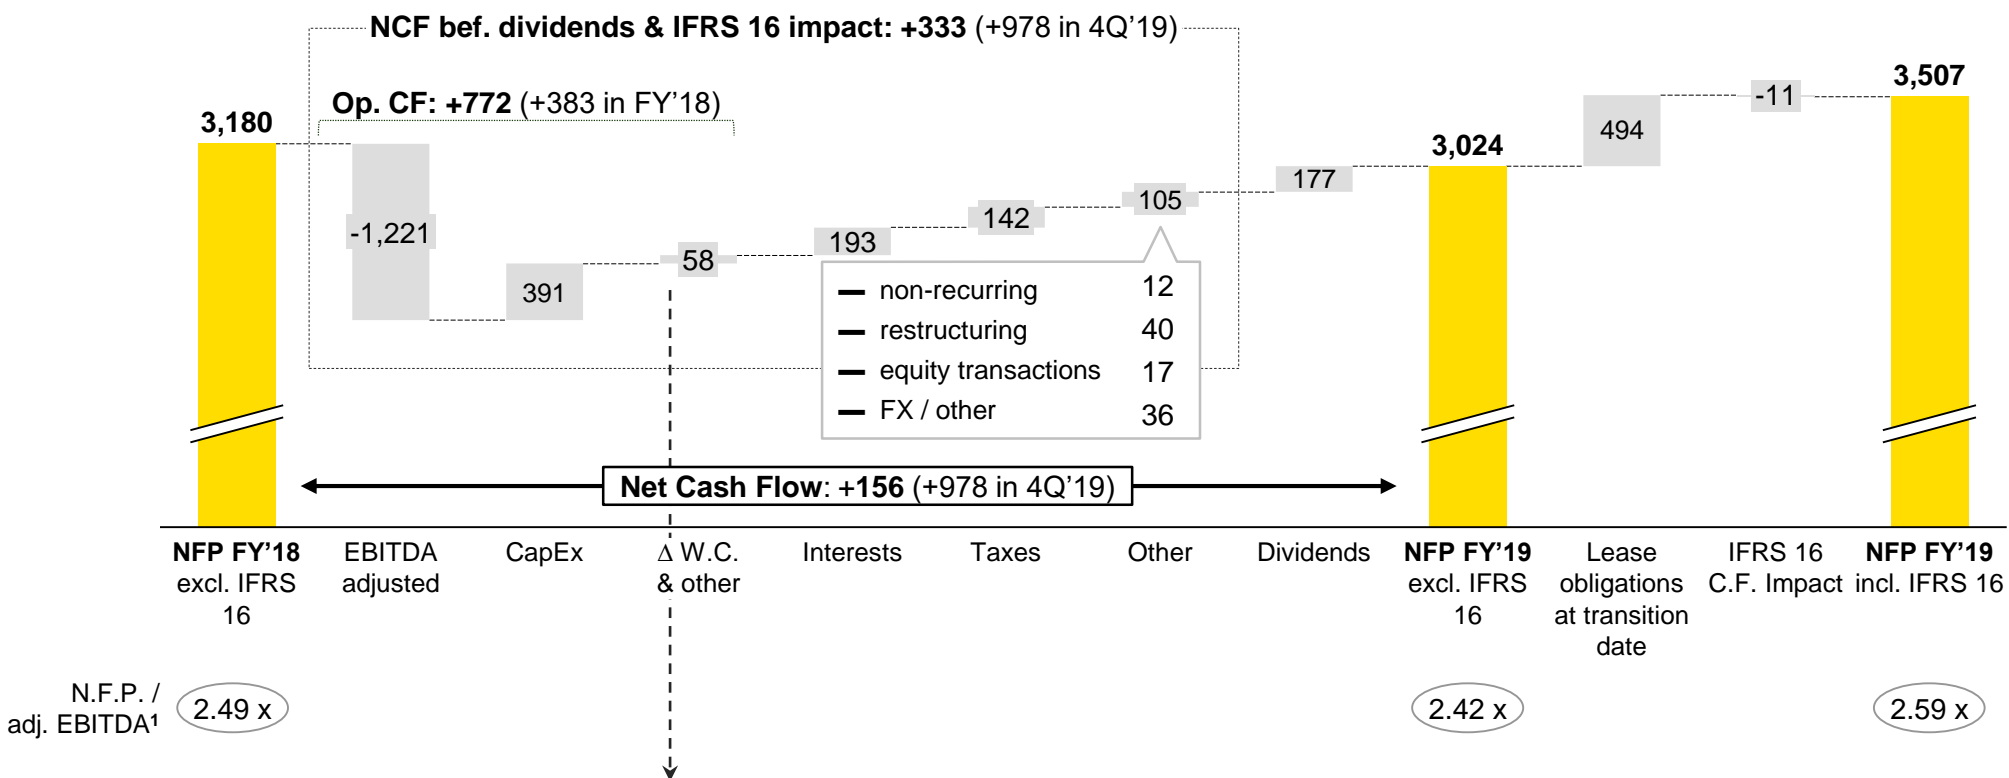 NCF bef. dividends & IFRS 16 impact: +333 (+978 in 4Q’19)
Op. CF: +772 (+383 in FY’18)
3,180
-1,221
391
58
193
142
105
177
3,024
494
-11
3,507
– non-recurring 12
– restructuring 40
– equity transactions 17
– FX / other 36
Net Cash Flow: +156 (+978 in 4Q’19)
NFP FY’18
excl. IFRS
16
EBITDA
adjusted
CapEx
Δ W.C.
& other
Interests
Taxes
Other
Dividends
NFP FY’19
excl. IFRS
16
Lease
obligations
at transition
date
IFRS 16
C.F. Impact
NFP FY’19
incl. IFRS 16
N.F.P. /
adj. EBITDA¹
2.49 x
2.42 x
2.59 x